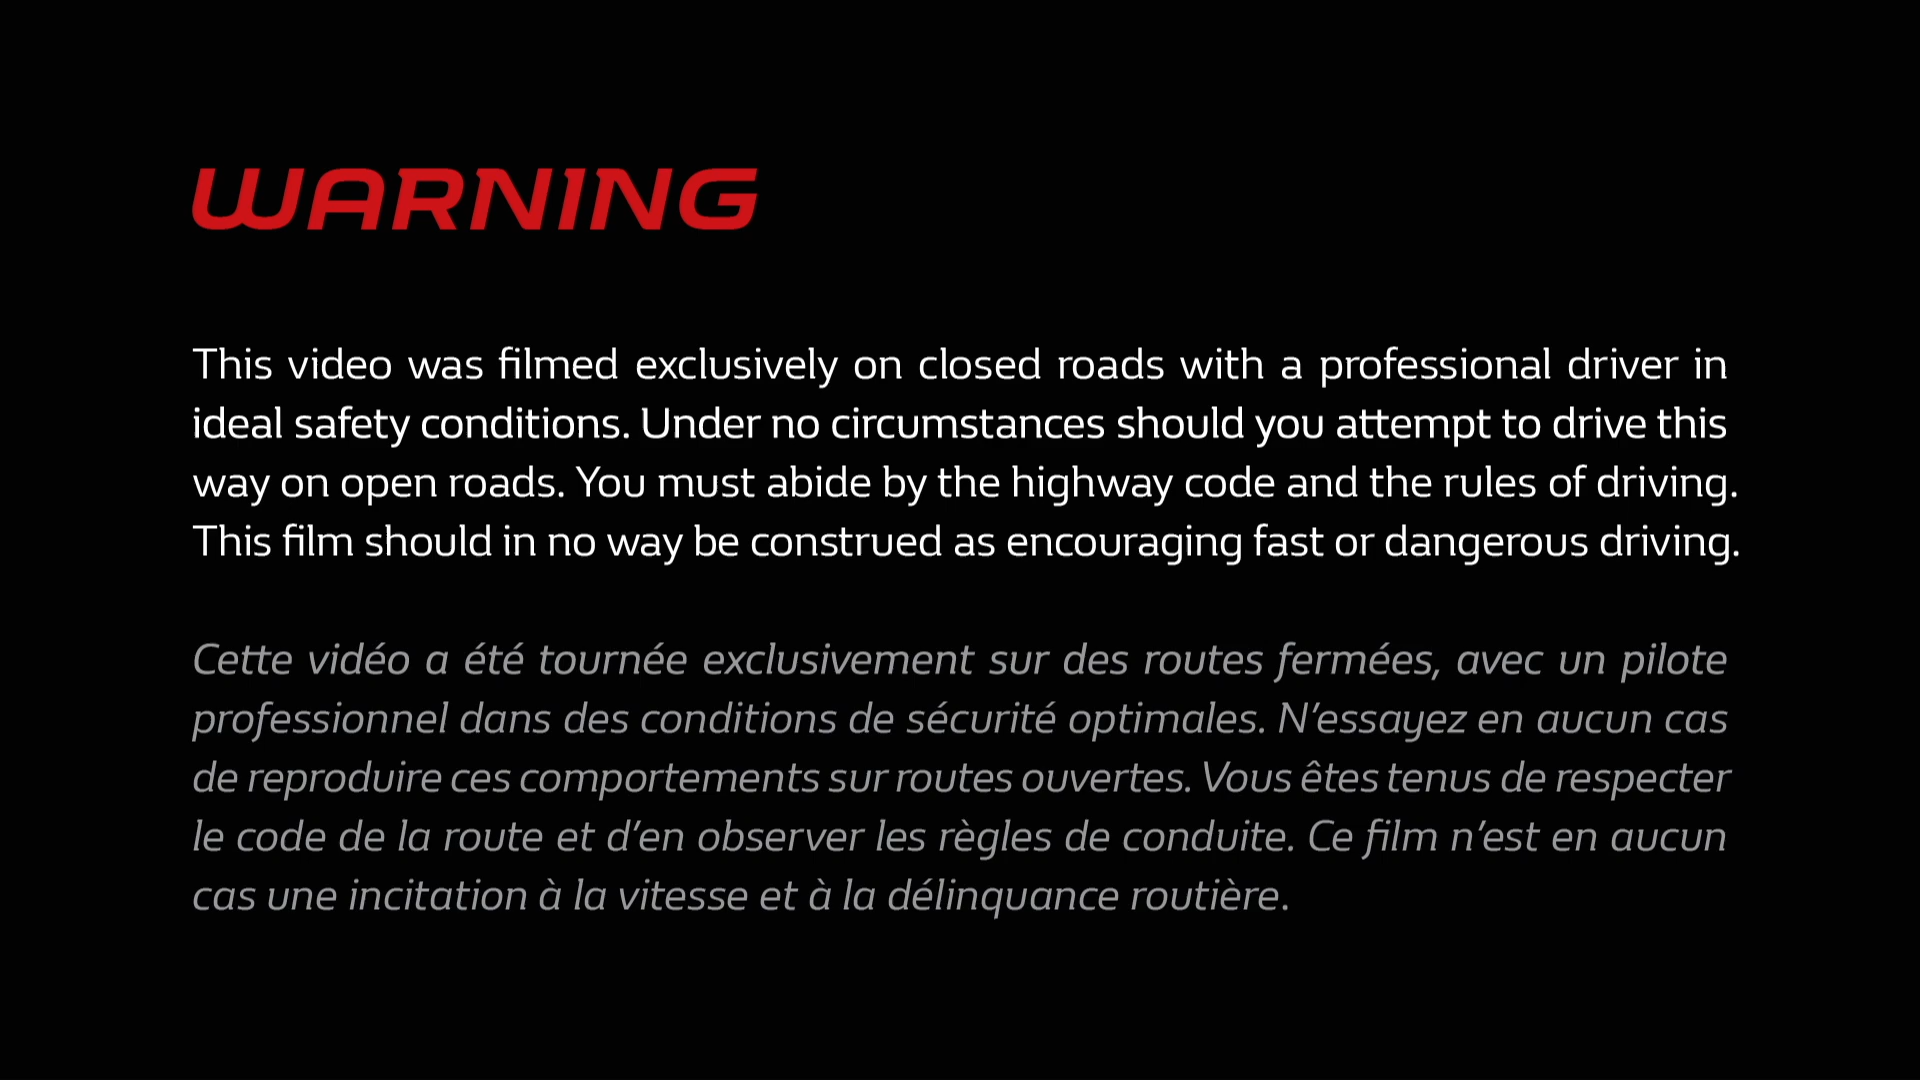 WARNING
This video was filmed exclusively on closed roads with a professional driver in
ideal safety conditions. Under no circumstances should you attempt to drive this
way on open roads. You must abide by the highway code and the rules of driving.
This film should in no way be construed as encouraging fast or dangerous driving.
Cette vidéo a été tournée exclusivement sur des routes fermées, avec un pilote
professionnel dans des conditions de sécurité optimales. N’essayez en aucun cas
de reproduire ces comportements sur routes ouvertes. Vous êtes tenus de respecter
le code de la route et d’en observer les règles de conduite. Ce film n’est en aucun
cas une incitation à la vitesse et à la délinquance routière.